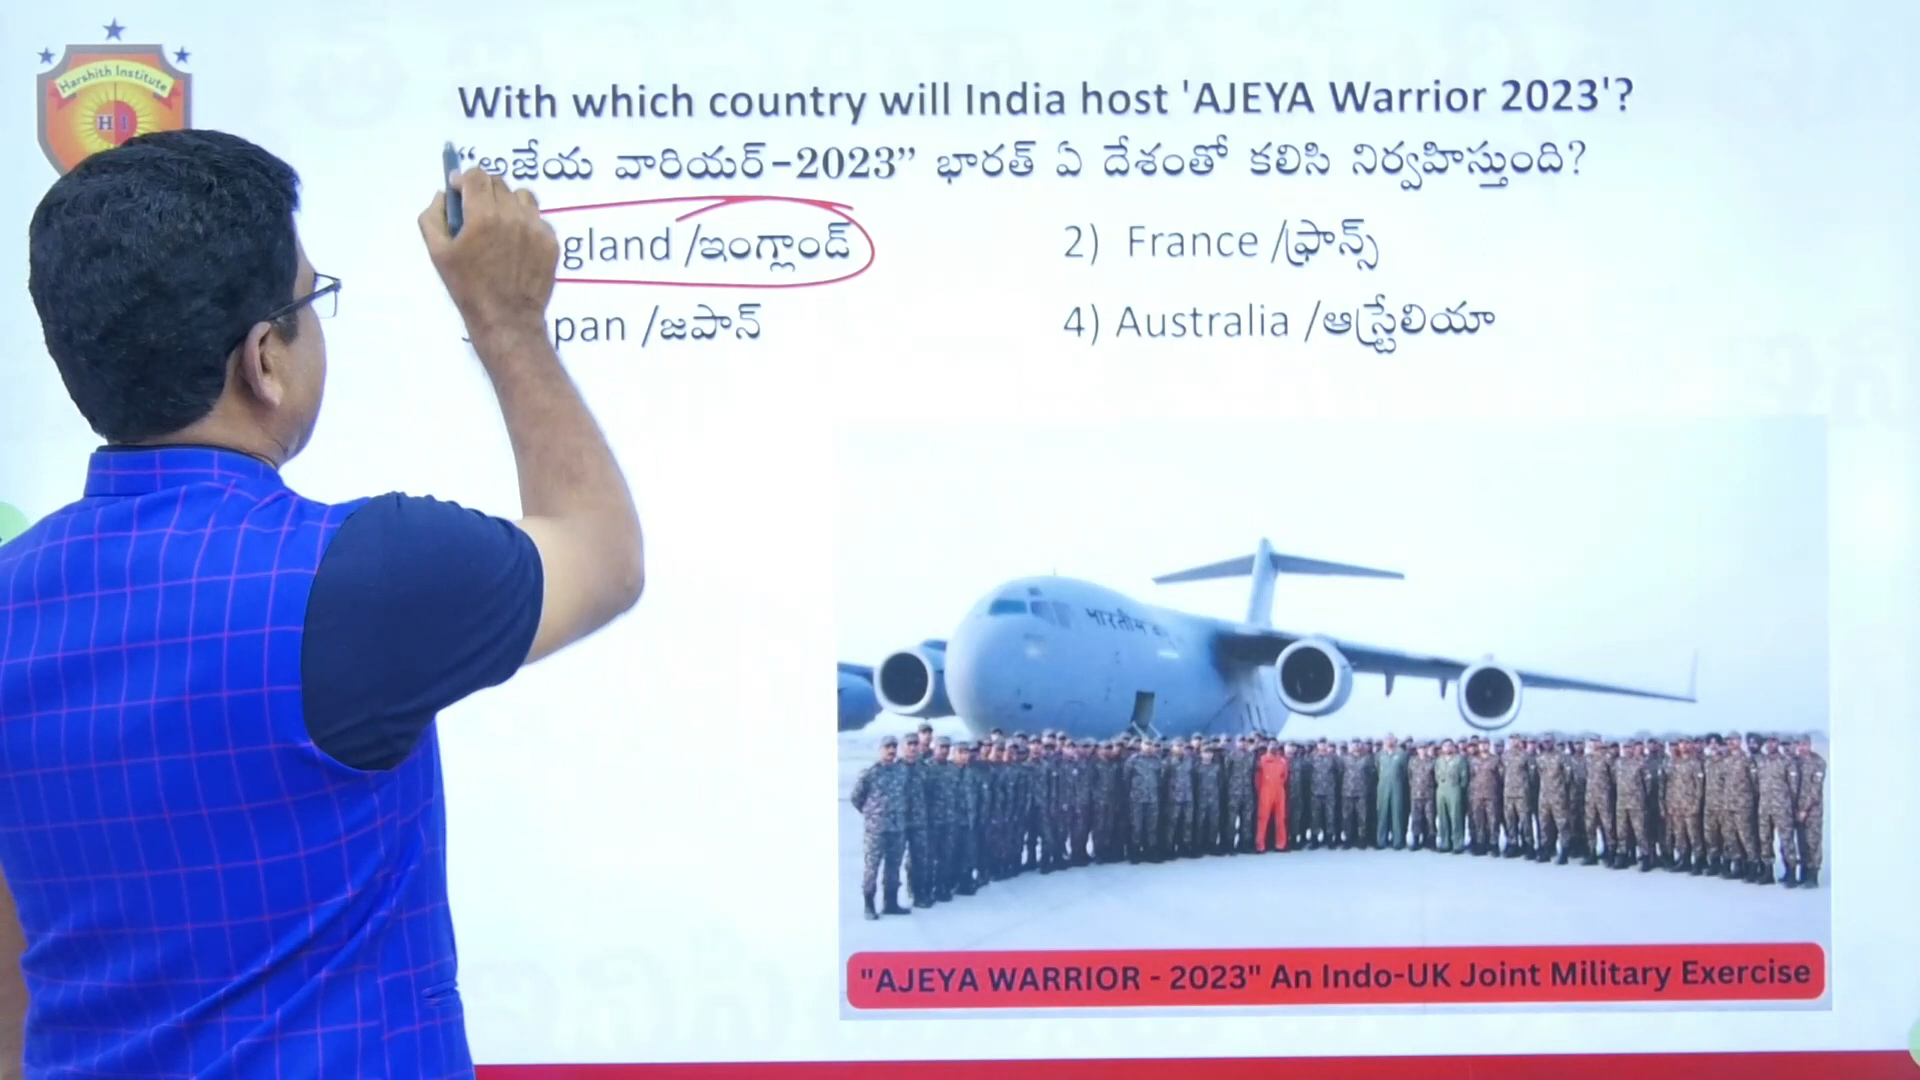 Harshith Institute
H I
With which country will India host 'AJEYA Warrior 2023'?
“అజేయ వారియర్-2023” భారత్ ఏ దేశంతో కలిసి నిర్వహిస్తుంది?
gland /ఇంగ్లాండ్
2) France /ఫ్రాన్స్
pan /జపాన్
4) Australia /ఆస్ట్రేలియా
भारतीय
"AJEYA WARRIOR - 2023" An Indo-UK Joint Military Exercise